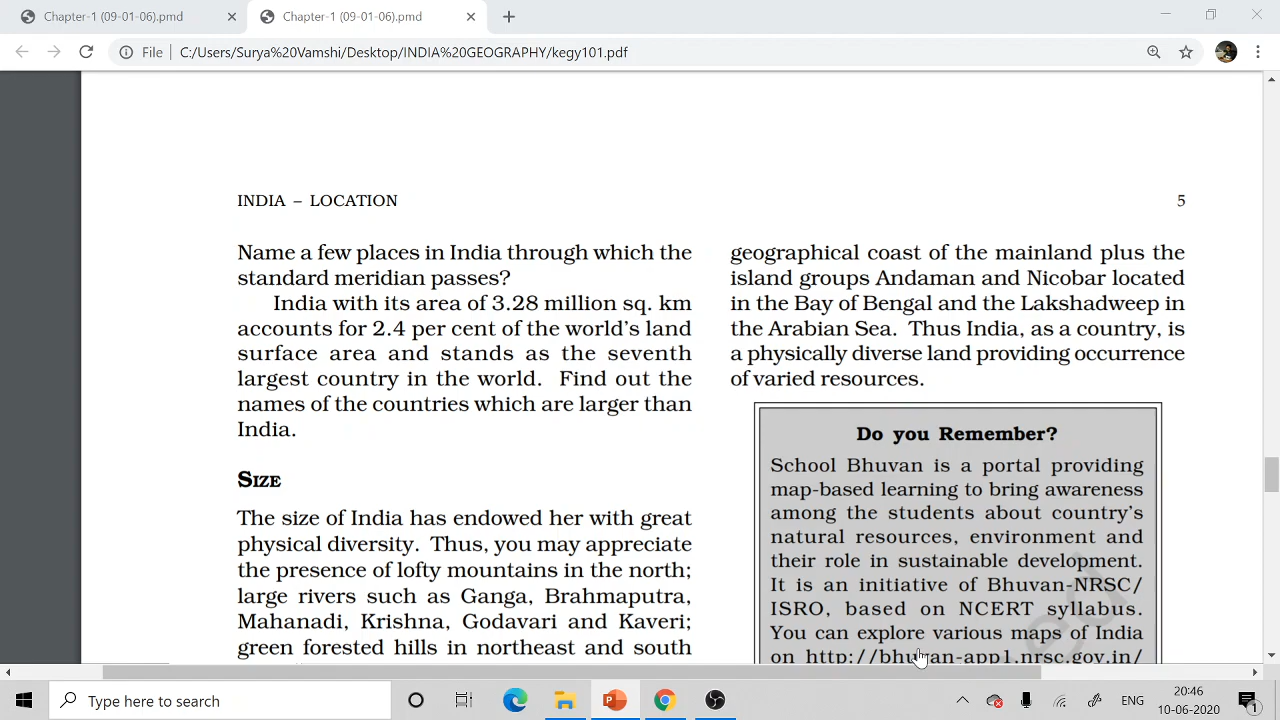 Chapter-1 (09-01-06).pmd
Chapter-1 (09-01-06).pmd
File
C:/Users/Surya%20Vamshi/Desktop/INDIA%20GEOGRAPHY/kegy101.pdf
INDIA – LOCATION
5
Name a few places in India through which the
standard meridian passes?
India with its area of 3.28 million sq. km
accounts for 2.4 per cent of the world's land
surface area and stands as the seventh
largest country in the world. Find out the
names of the countries which are larger than
India.
SIZE
The size of India has endowed her with great
physical diversity. Thus, you may appreciate
the presence of lofty mountains in the north;
large rivers such as Ganga, Brahmaputra,
Mahanadi, Krishna, Godavari and Kaveri;
green forested hills in northeast and south
geographical coast of the mainland plus the
island groups Andaman and Nicobar located
in the Bay of Bengal and the Lakshadweep in
the Arabian Sea. Thus India, as a country, is
a physically diverse land providing occurrence
of varied resources.
Do you Remember?
School Bhuvan is a portal providing
map-based learning to bring awareness
among the students about country's
natural resources, environment and
their role in sustainable development.
It is an initiative of Bhuvan-NRSC/
ISRO, based on NCERT syllabus.
You can explore various maps of India
on http://bhuvan-app1.nrsc.gov.in/
Type here to search
ENG
20:46
10-06-2020
1